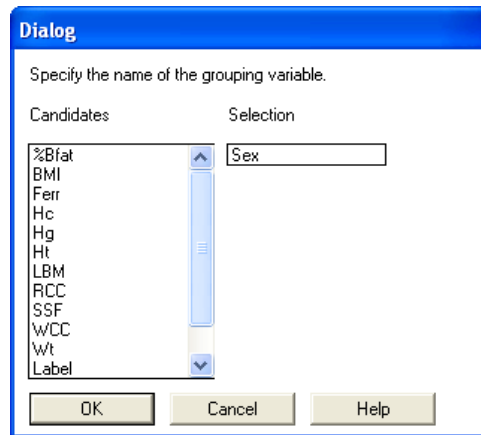 Dialog
Specify the name of the grouping variable.
Candidates Selection
%Bfat Sex
BMI
Ferr
Hc
Hg
Ht
LBM
RCC
SSF
WCC
Wt
Label
OK Cancel Help